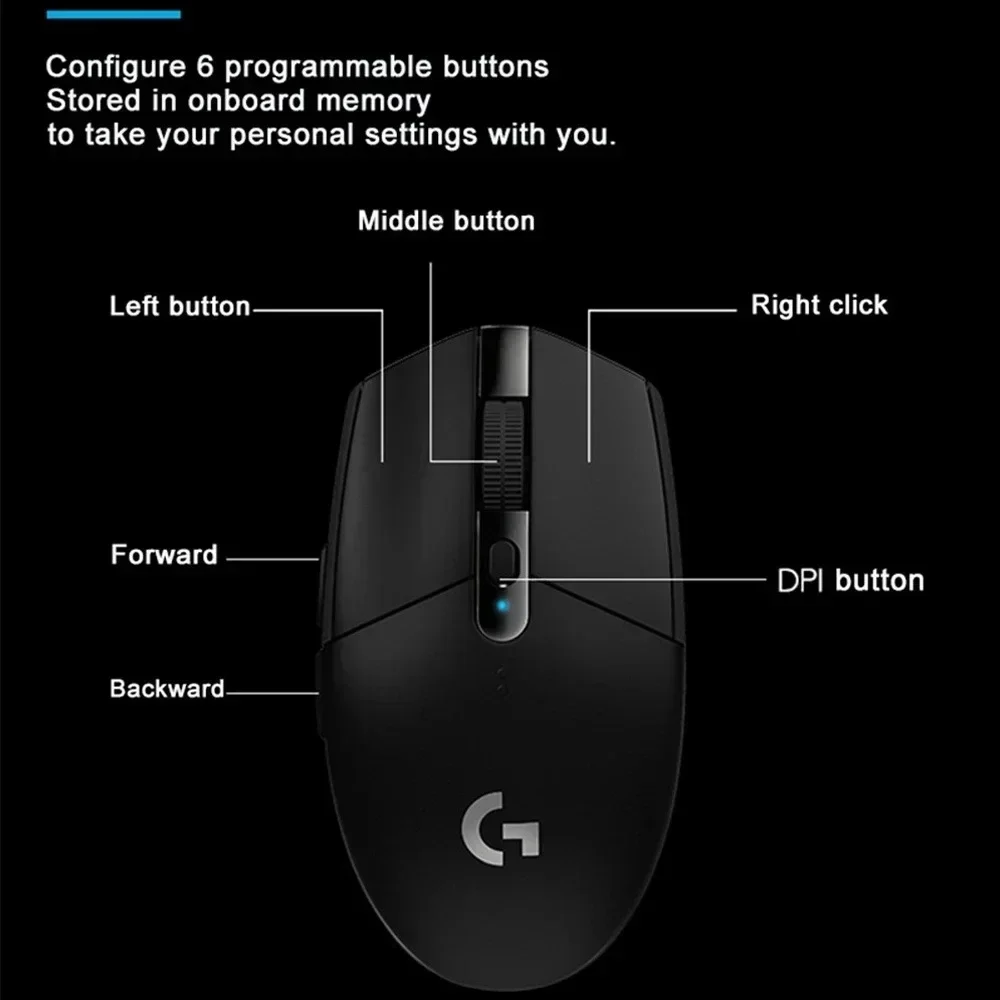 Configure 6 programmable buttons
Stored in onboard memory
to take your personal settings with you.
Middle button
Left button
Right click
Forward
DPI button
Backward
G